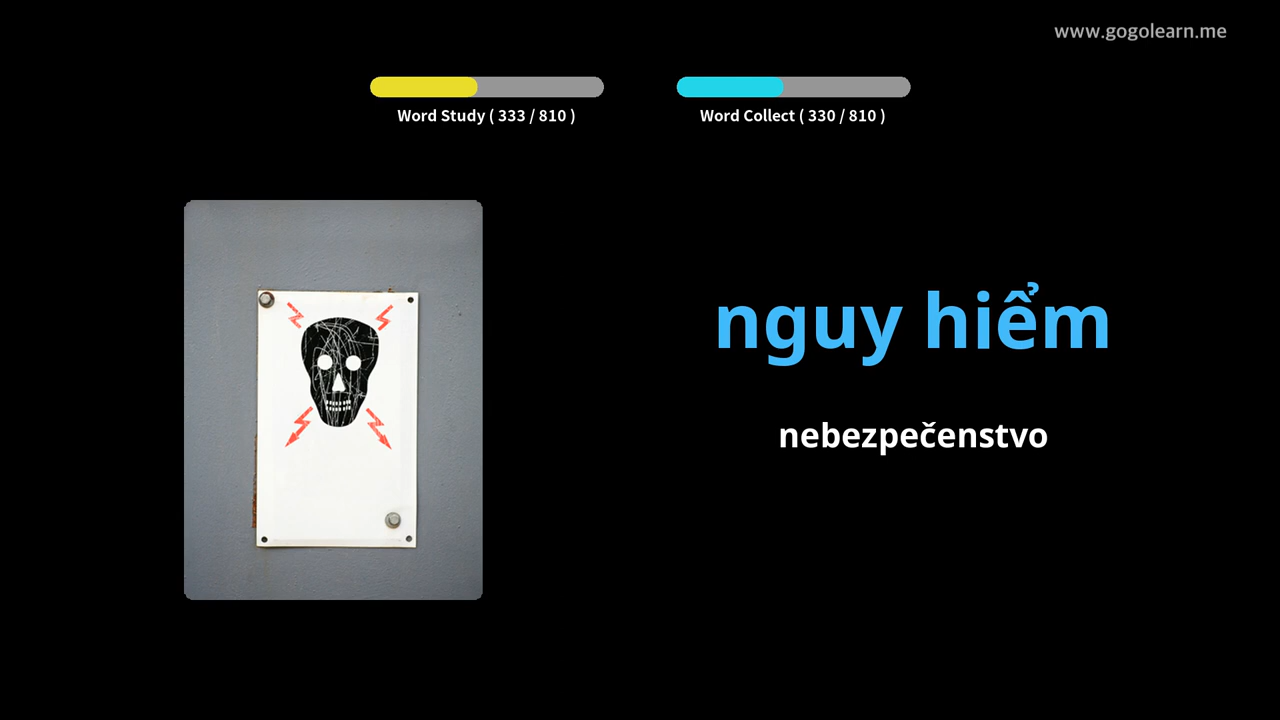 www.gogolearn.me
Word Study ( 333 / 810 )
Word Collect ( 330 / 810 )
nguy hiểm
nebezpečenstvo